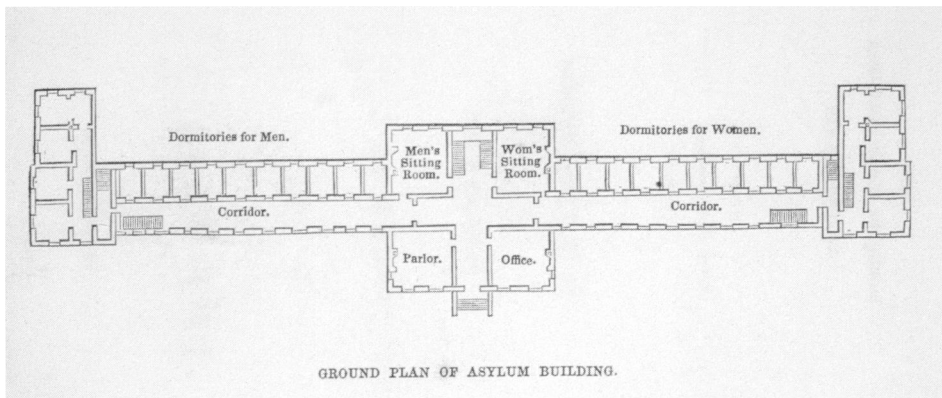 Dormitories for Men.
Men's
Sitting
Room.
Wom's
Sitting
Room.
Dormitories for Women.
Corridor.
Corridor.
Parlor.
Office.
GROUND PLAN OF ASYLUM BUILDING.